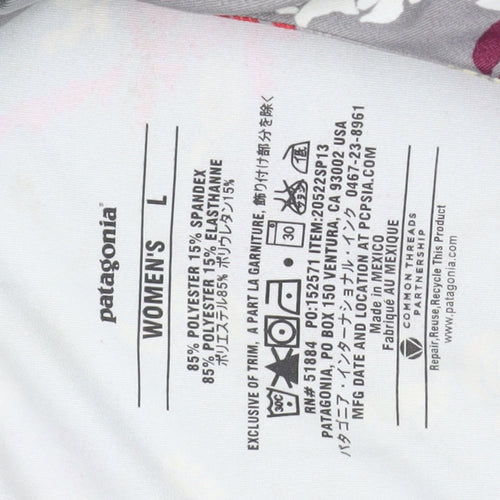 patagonia®
WOMEN'S L
85% POLYESTER 15% SPANDEX
85% POLYESTER 15% ELASTHANNE
ポリエステル85% ポリウレタン15%
EXCLUSIVE OF TRIM, A PART LA GARNITURE, 飾り付け部分を除く
30C 30 低
RN# 51884 PO:152571 ITEM:20522SP13
PATAGONIA, PO BOX 150 VENTURA, CA 93002 USA
パタゴニア・インターナショナル・インク 0467-23-8961
MFG DATE AND LOCATION AT PCPSIA.COM
Made in MEXICO
Fabriqué AU MEXIQUE
COMMON THREADS
PARTNERSHIP
Repair,Reuse,Recycle This Product
www.patagonia.com